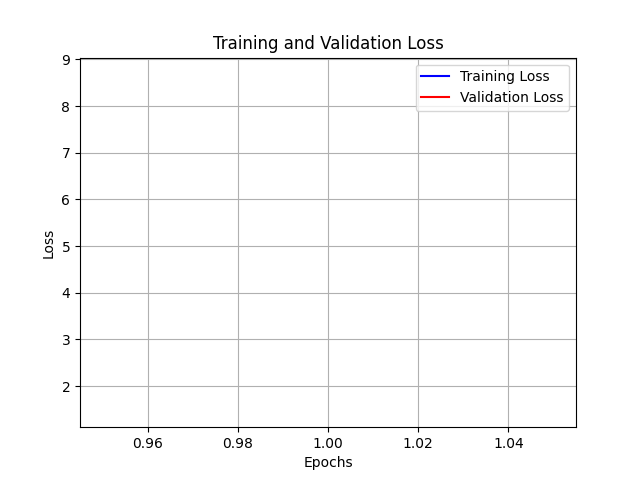 Training and Validation Loss
Training Loss
Validation Loss
9
8
7
6
5
4
3
2
Loss
0.96
0.98
1.00
1.02
1.04
Epochs